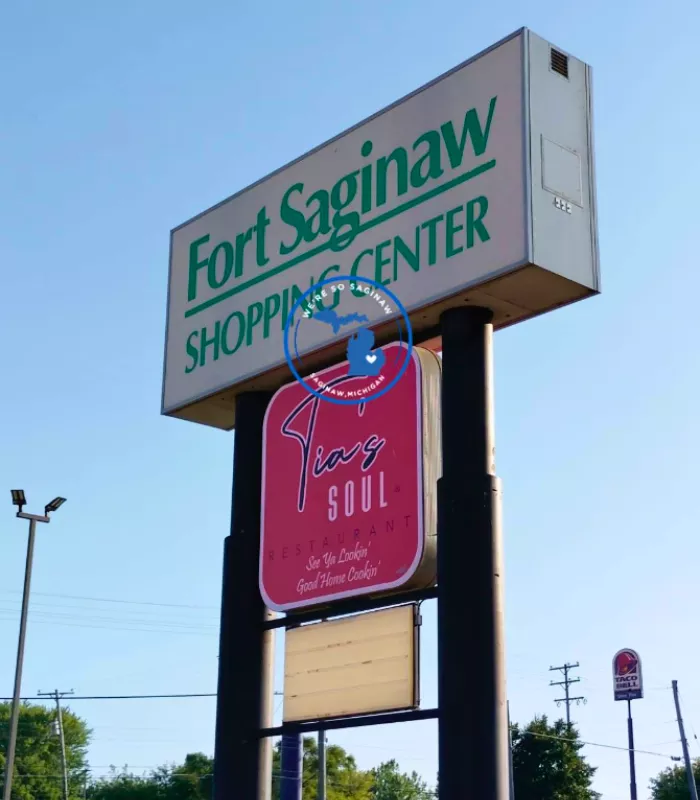 Fort Saginaw
SHOPPING CENTER
WE'RE SO SAGINAW
SAGINAW, MICHIGAN
Tia's
SOUL
RESTAURANT
See Ya Lookin'
Good Home Cookin'
TACO
BELL